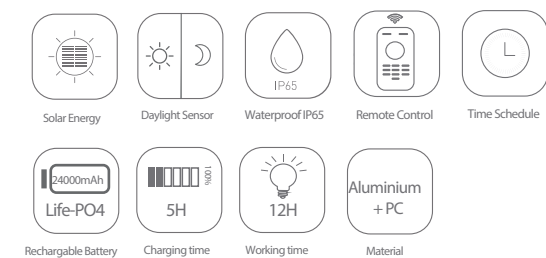 IP65
Solar Energy
Daylight Sensor
Waterproof IP65
Remote Control
Time Schedule
24000mAh
Life-PO4
100%
5H
12H
Aluminium
+ PC
Rechargable Battery
Charging time
Working time
Material